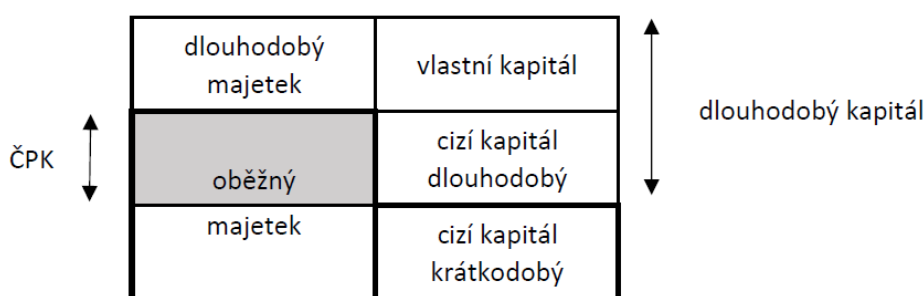 dlouhodobý
majetek
vlastní kapitál
dlouhodobý kapitál
ČPK
oběžný
majetek
cizí kapitál
dlouhodobý
cizí kapitál
krátkodobý